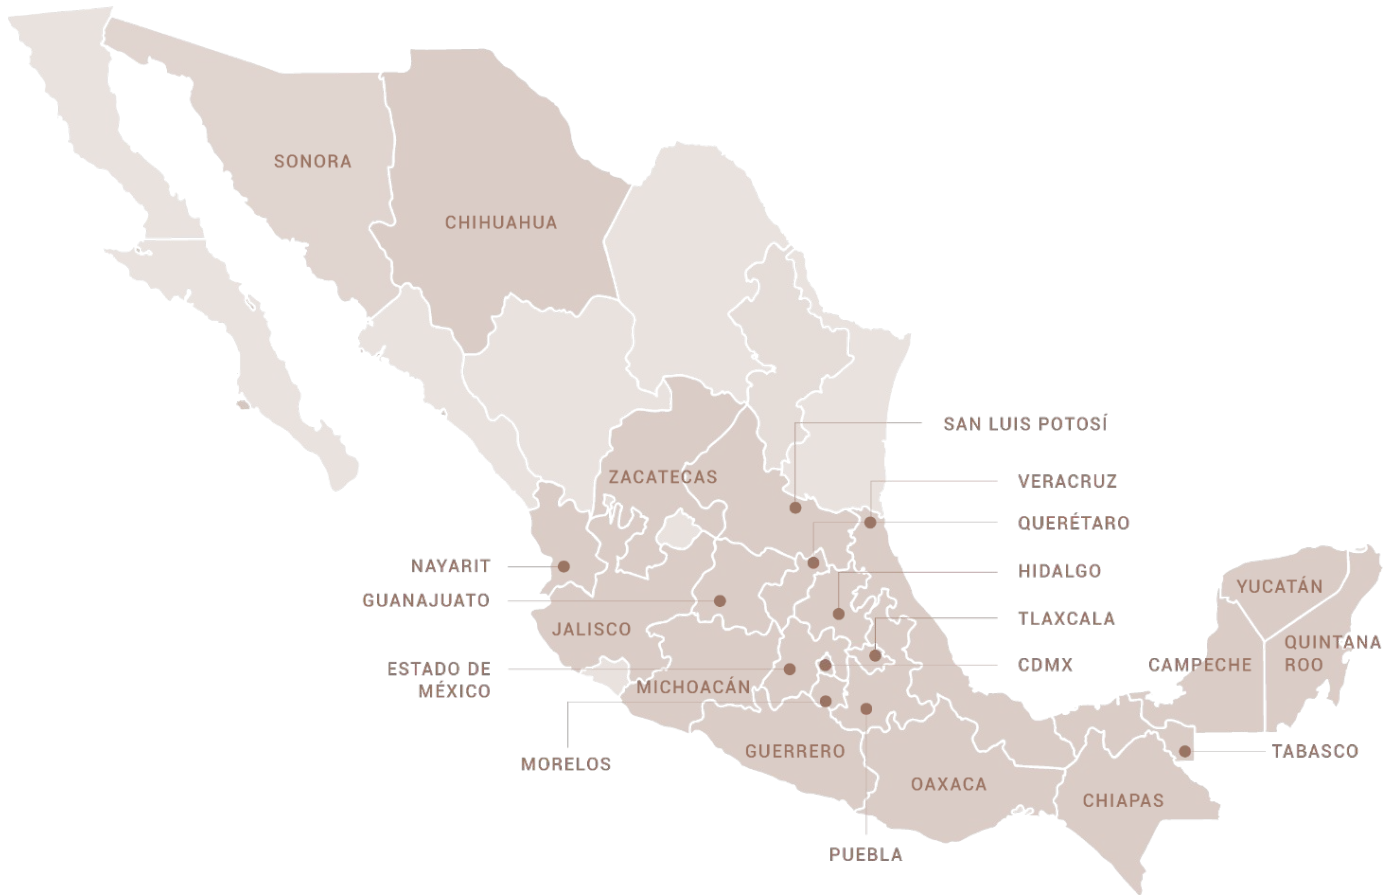 SONORA
CHIHUAHUA
SAN LUIS POTOSÍ
ZACATECAS
VERACRUZ
QUERÉTARO
NAYARIT
HIDALGO
YUCATÁN
GUANAJUATO
TLAXCALA
JALISCO
QUINTANA
ROO
CAMPECHE
CDMX
ESTADO DE
MÉXICO
MICHOACÁN
GUERRERO
TABASCO
MORELOS
OAXACA
CHIAPAS
PUEBLA